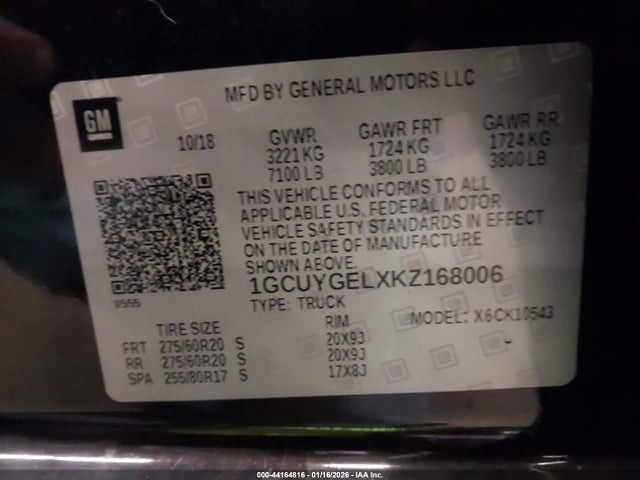 MFD BY GENERAL MOTORS LLC
GM
10/18
GVWR GAWR FRT GAWR RR
3221 KG 1724 KG 1724 KG
7100 LB 3800 LB 3800 LB
THIS VEHICLE CONFORMS TO ALL
APPLICABLE U.S. FEDERAL MOTOR
VEHICLE SAFETY STANDARDS IN EFFECT
ON THE DATE OF MANUFACTURE
SHOWN ABOVE.
8555
1GCUYGELXKZ168006
TYPE: TRUCK
MODEL: X6CK10543
TIRE SIZE RIM
FRT 275/60R20 S 20X9J
RR 275/60R20 S 20X9J -
SPA 255/80R17 S 17X8J
000-44164816 - 01/16/2026 - IAA Inc.